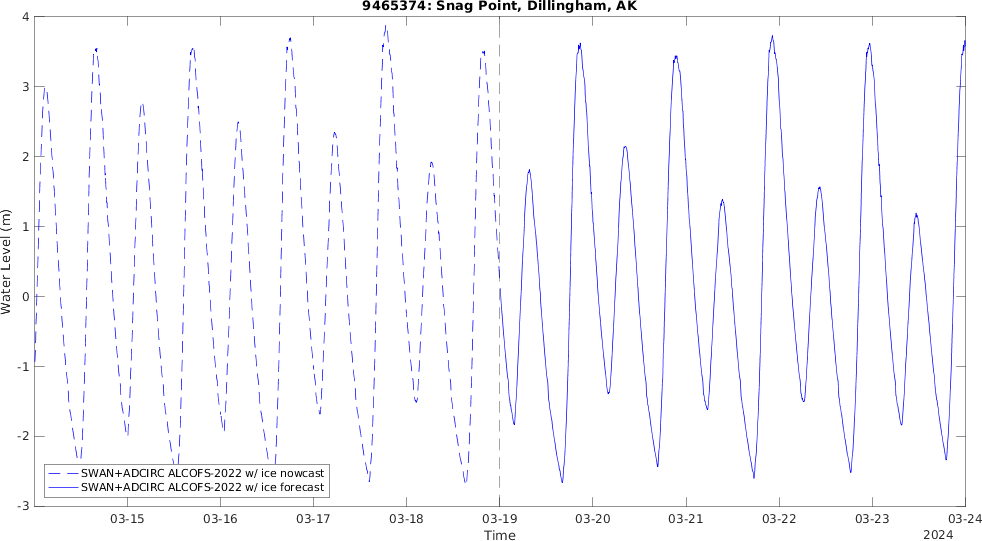 9465374: Snag Point, Dillingham, AK
4
3
2
1
0
-1
-2
-3
Water Level (m)
SWAN+ADCIRC ALCOFS-2022 w/ ice nowcast
SWAN+ADCIRC ALCOFS-2022 w/ ice forecast
03-15 03-16 03-17 03-18 03-19 03-20 03-21 03-22 03-23 03-24
Time
2024